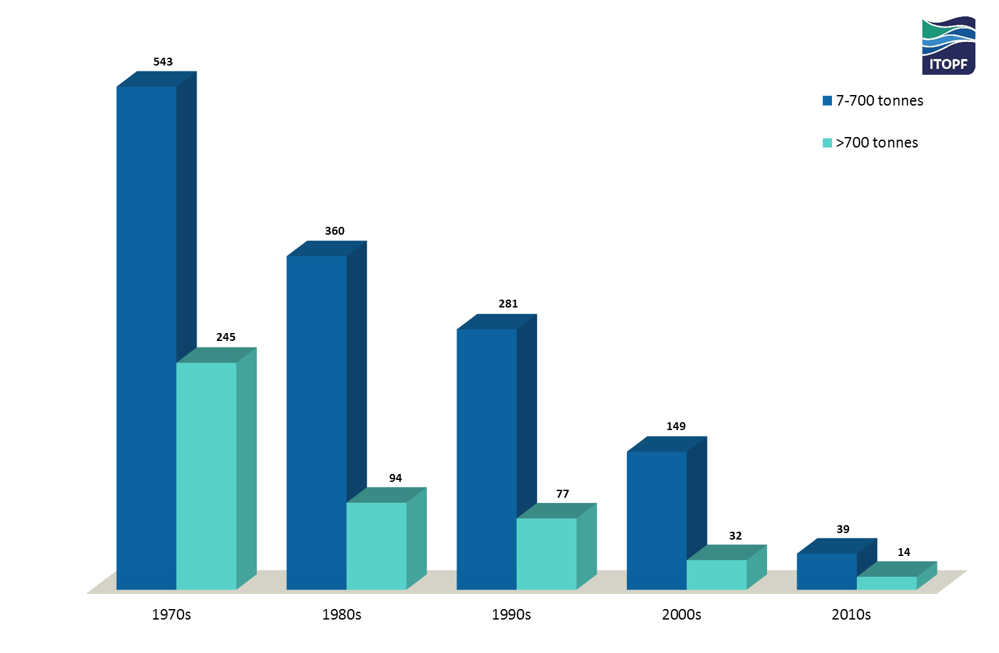 ITOPF
543
7-700 tonnes
>700 tonnes
360
281
245
149
94
77
32
39
14
1970s
1980s
1990s
2000s
2010s